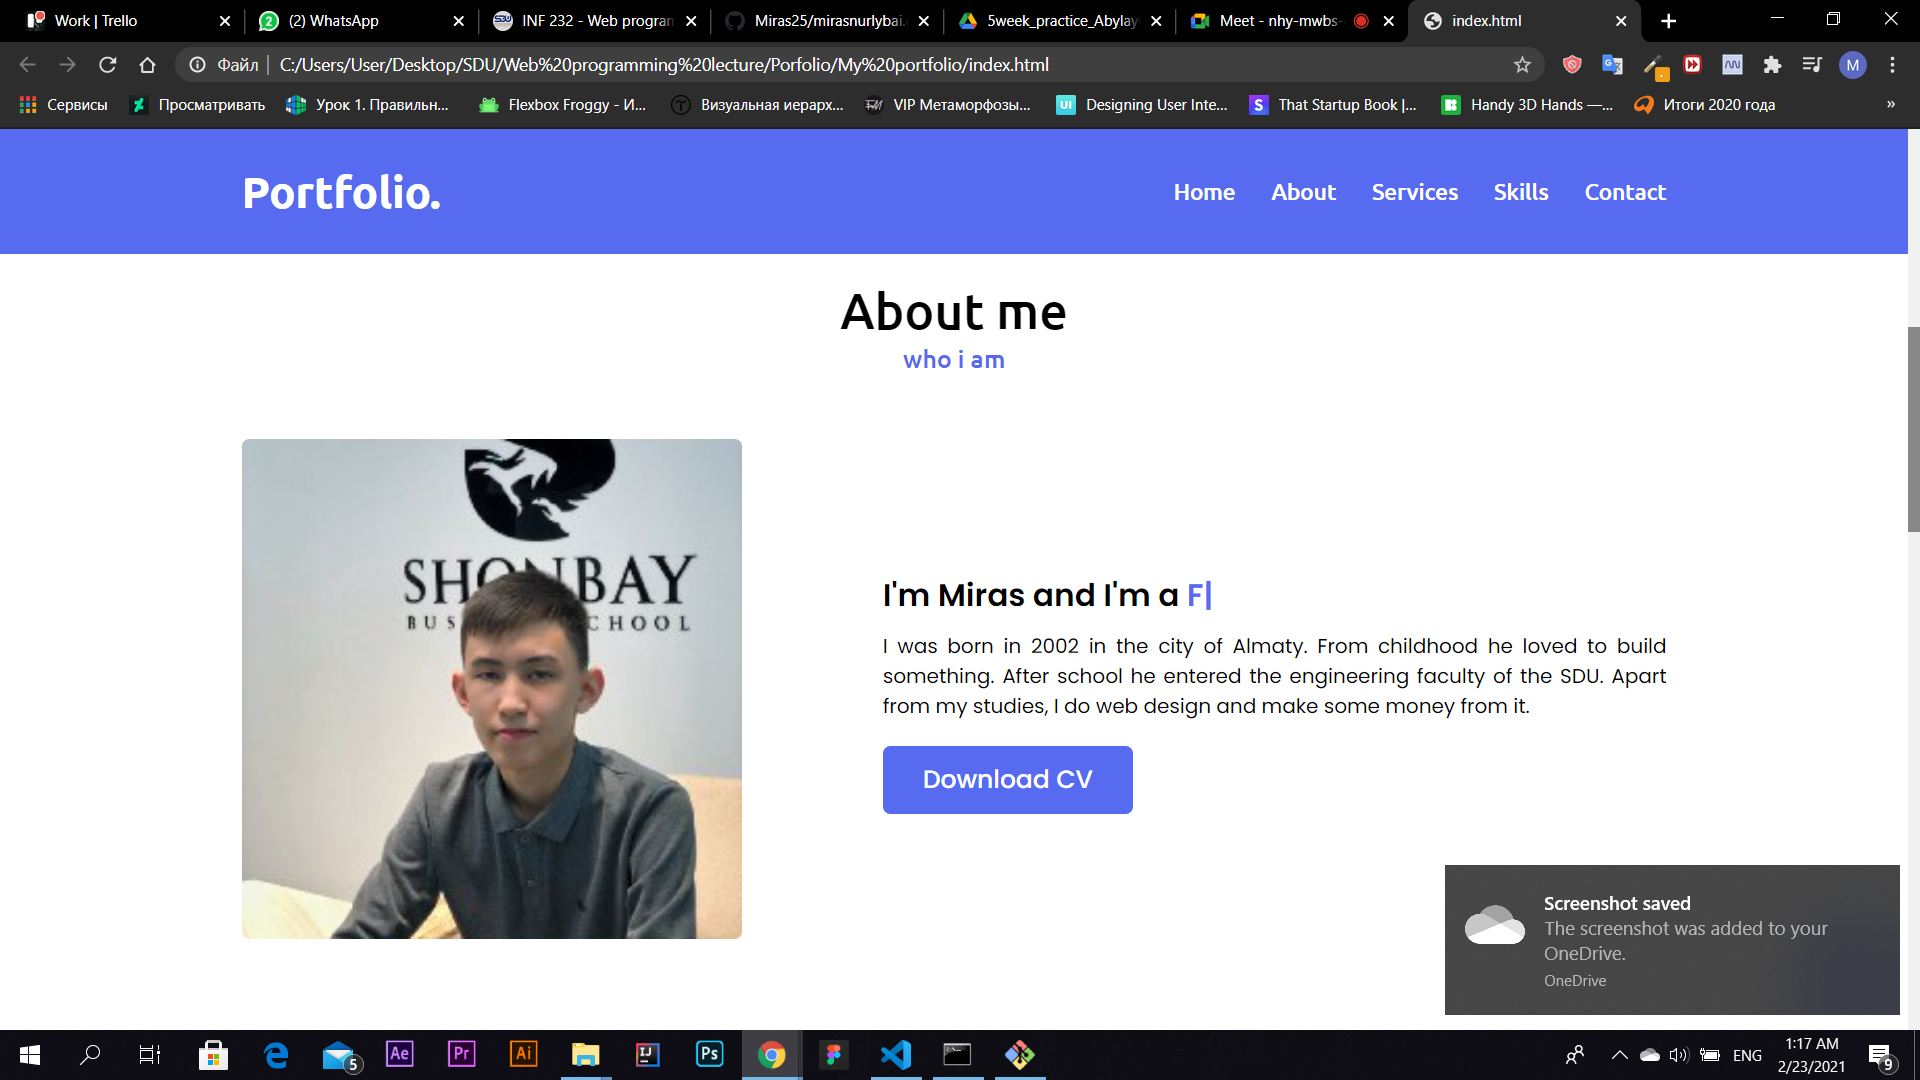 Work | Trello
(2) WhatsApp
INF 232 - Web program
Miras25/mirasnurlybai.
5week_practice_Abylay
Meet - nhy-mwbs-
index.html
Файл | C:/Users/User/Desktop/SDU/Web%20programming%20lecture/Porfolio/My%20portfolio/index.html
M
Сервисы
Просматривать
Урок 1. Правильн...
Flexbox Froggy - И...
Визуальная иерарх...
VIP Метаморфозы...
Designing User Inte...
That Startup Book |...
Handy 3D Hands —...
Итоги 2020 года
»
Portfolio.
Home
About
Services
Skills
Contact
About me
who i am
SHONBAY
BUS SCHOOL
I'm Miras and I'm a F|
I was born in 2002 in the city of Almaty. From childhood he loved to build
something. After school he entered the engineering faculty of the SDU. Apart
from my studies, I do web design and make some money from it.
Download CV
Screenshot saved
The screenshot was added to your
OneDrive.
OneDrive
5
Ae
Pr
Ai
IJ
Ps
ENG
1:17 AM
2/23/2021
9